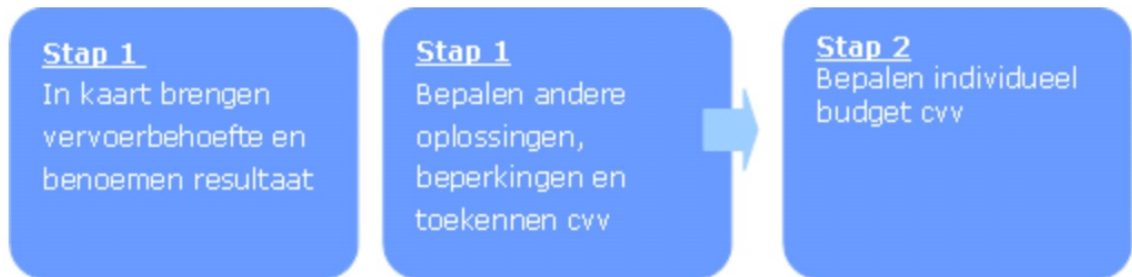 Stap 1
In kaart brengen
vervoerbehoefte en
benoemen resultaat
Stap 1
Bepalen andere
oplossingen,
beperkingen en
toekennen cvv
Stap 2
Bepalen individueel
budget cvv